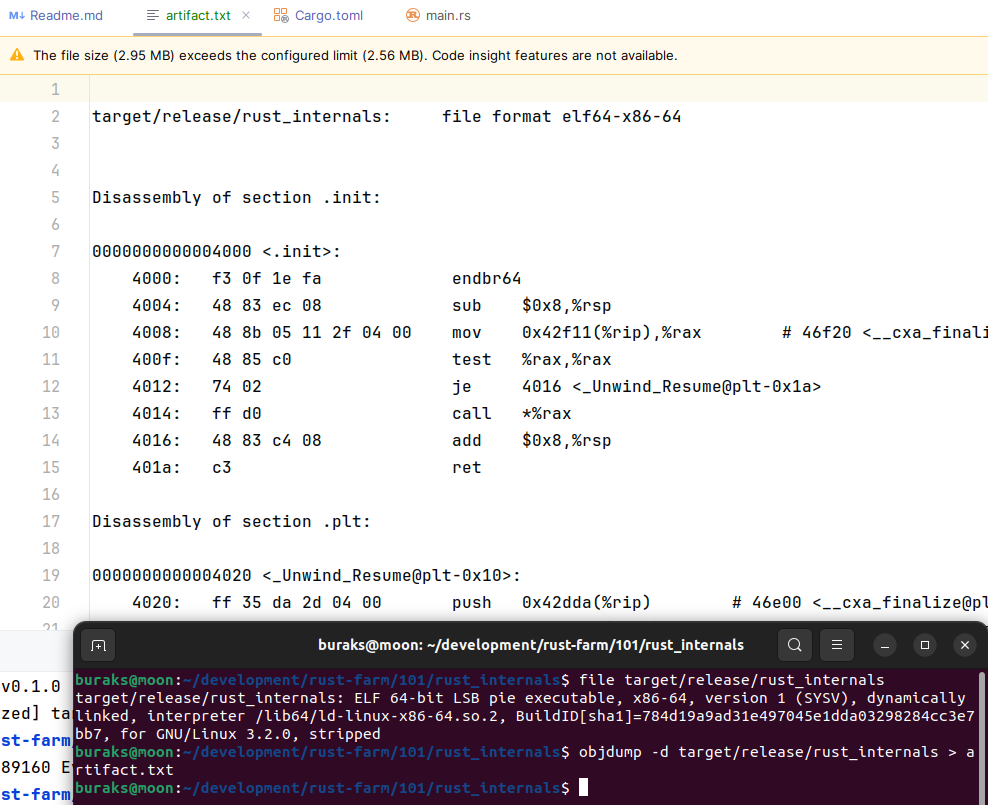 Readme.md artifact.txt Cargo.toml main.rs
The file size (2.95 MB) exceeds the configured limit (2.56 MB). Code insight features are not available.
1
2 target/release/rust_internals:     file format elf64-x86-64
3
4
5 Disassembly of section .init:
6
7 0000000000004000 <.init>:
8     4000:   f3 0f 1e fa             endbr64
9     4004:   48 83 ec 08             sub    $0x8,%rsp
10     4008:   48 8b 05 11 2f 04 00    mov    0x42f11(%rip),%rax        # 46f20 <__cxa_finali
11     400f:   48 85 c0                test   %rax,%rax
12     4012:   74 02                   je     4016 <_Unwind_Resume@plt-0x1a>
13     4014:   ff d0                   call   *%rax
14     4016:   48 83 c4 08             add    $0x8,%rsp
15     401a:   c3                      ret
16
17 Disassembly of section .plt:
18
19 0000000000004020 <_Unwind_Resume@plt-0x10>:
20     4020:   ff 35 da 2d 04 00       push   0x42dda(%rip)        # 46e00 <__cxa_finalize@pl
21
v0.1.0
zed] ta
st-farm
89160 E
st-farm
buraks@moon: ~/development/rust-farm/101/rust_internals
buraks@moon:~/development/rust-farm/101/rust_internals$ file target/release/rust_internals
target/release/rust_internals: ELF 64-bit LSB pie executable, x86-64, version 1 (SYSV), dynamically
linked, interpreter /lib64/ld-linux-x86-64.so.2, BuildID[sha1]=784d19a9ad31e497045e1dda03298284cc3e7
bb7, for GNU/Linux 3.2.0, stripped
buraks@moon:~/development/rust-farm/101/rust_internals$ objdump -d target/release/rust_internals > a
rtifact.txt
buraks@moon:~/development/rust-farm/101/rust_internals$